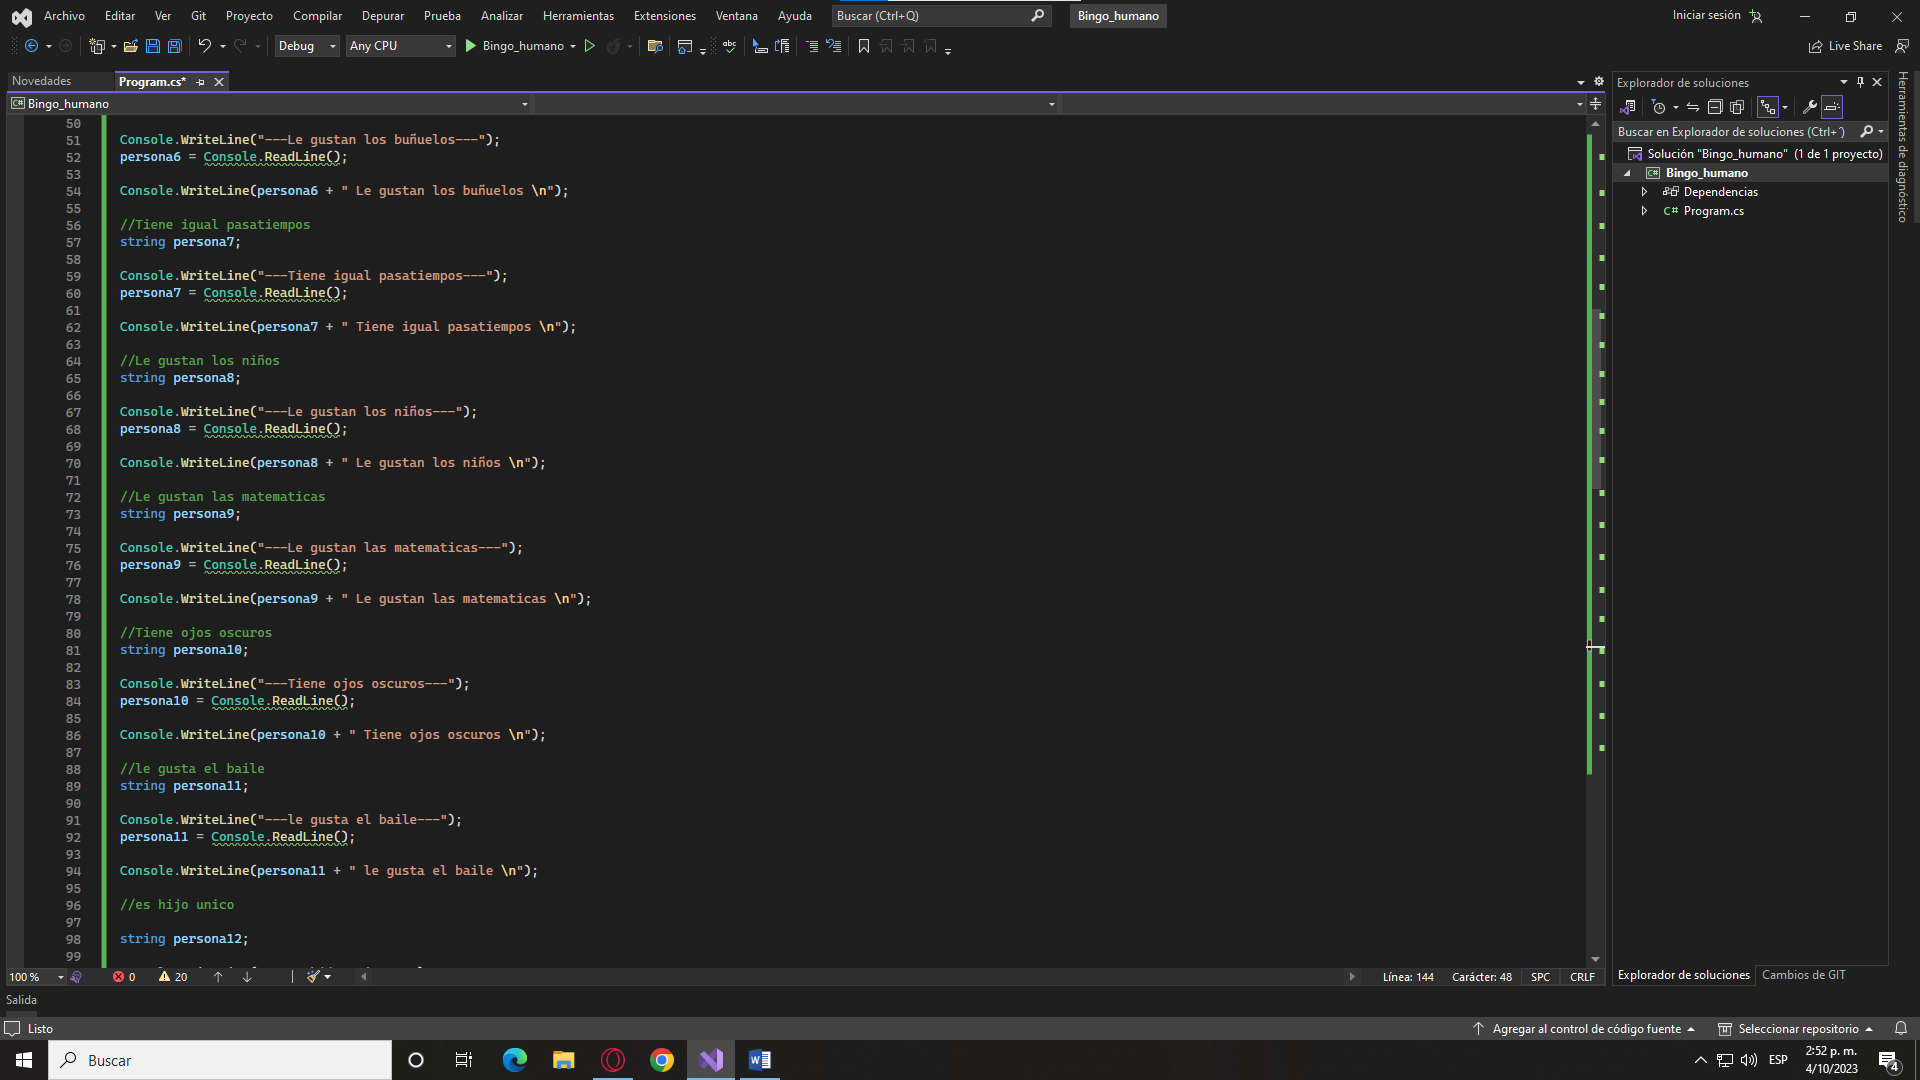 Archivo Editar Ver Git Proyecto Compilar Depurar Prueba Analizar Herramientas Extensiones Ventana Ayuda Buscar (Ctrl+Q) Bingo_humano Iniciar sesión
Debug Any CPU Bingo_humano Live Share
Novedades Program.cs* Explorador de soluciones
Bingo_humano
Buscar en Explorador de soluciones (Ctrl+´)
Solución "Bingo_humano" (1 de 1 proyecto)
Bingo_humano
Dependencias
C# Program.cs
Herramientas de diagnóstico
50
51 Console.WriteLine("---Le gustan los buñuelos---");
52 persona6 = Console.ReadLine();
53
54 Console.WriteLine(persona6 + " Le gustan los buñuelos \n");
55
56 //Tiene igual pasatiempos
57 string persona7;
58
59 Console.WriteLine("---Tiene igual pasatiempos---");
60 persona7 = Console.ReadLine();
61
62 Console.WriteLine(persona7 + " Tiene igual pasatiempos \n");
63
64 //Le gustan los niños
65 string persona8;
66
67 Console.WriteLine("---Le gustan los niños---");
68 persona8 = Console.ReadLine();
69
70 Console.WriteLine(persona8 + " Le gustan los niños \n");
71
72 //Le gustan las matematicas
73 string persona9;
74
75 Console.WriteLine("---Le gustan las matematicas---");
76 persona9 = Console.ReadLine();
77
78 Console.WriteLine(persona9 + " Le gustan las matematicas \n");
79
80 //Tiene ojos oscuros
81 string persona10;
82
83 Console.WriteLine("---Tiene ojos oscuros---");
84 persona10 = Console.ReadLine();
85
86 Console.WriteLine(persona10 + " Tiene ojos oscuros \n");
87
88 //le gusta el baile
89 string persona11;
90
91 Console.WriteLine("---le gusta el baile---");
92 persona11 = Console.ReadLine();
93
94 Console.WriteLine(persona11 + " le gusta el baile \n");
95
96 //es hijo unico
97
98 string persona12;
99
100 % 0 20 Línea: 144 Carácter: 48 SPC CRLF
Explorador de soluciones Cambios de GIT
Salida
Listo Agregar al control de código fuente Seleccionar repositorio
Buscar ESP 2:52 p. m.
4/10/2023
4